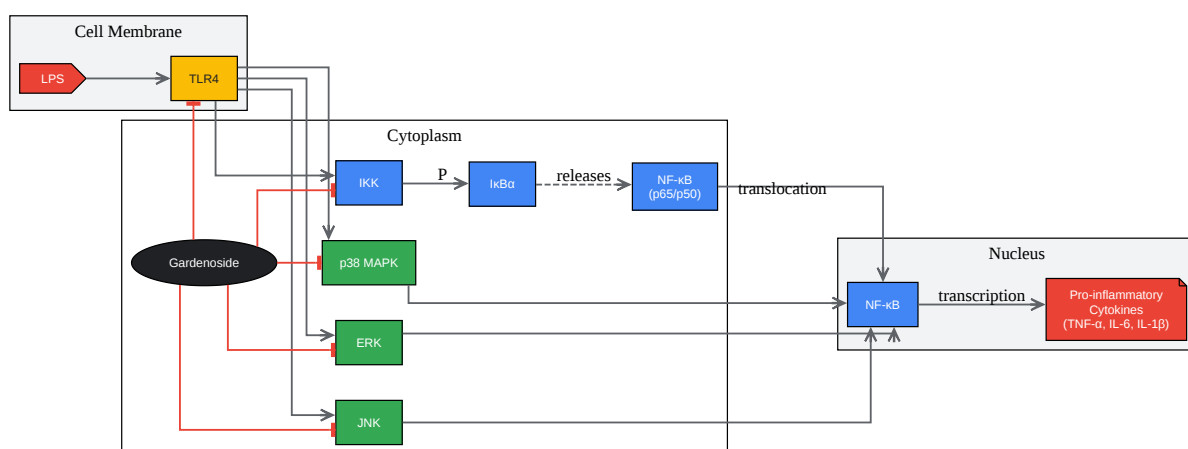 Cell Membrane
LPS
TLR4
Cytoplasm
IKK
P
IκBα
releases
NF-κB
(p65/p50)
translocation
Gardenoside
p38 MAPK
ERK
JNK
Nucleus
NF-κB
transcription
Pro-inflammatory
Cytokines
(TNF-α, IL-6, IL-1β)